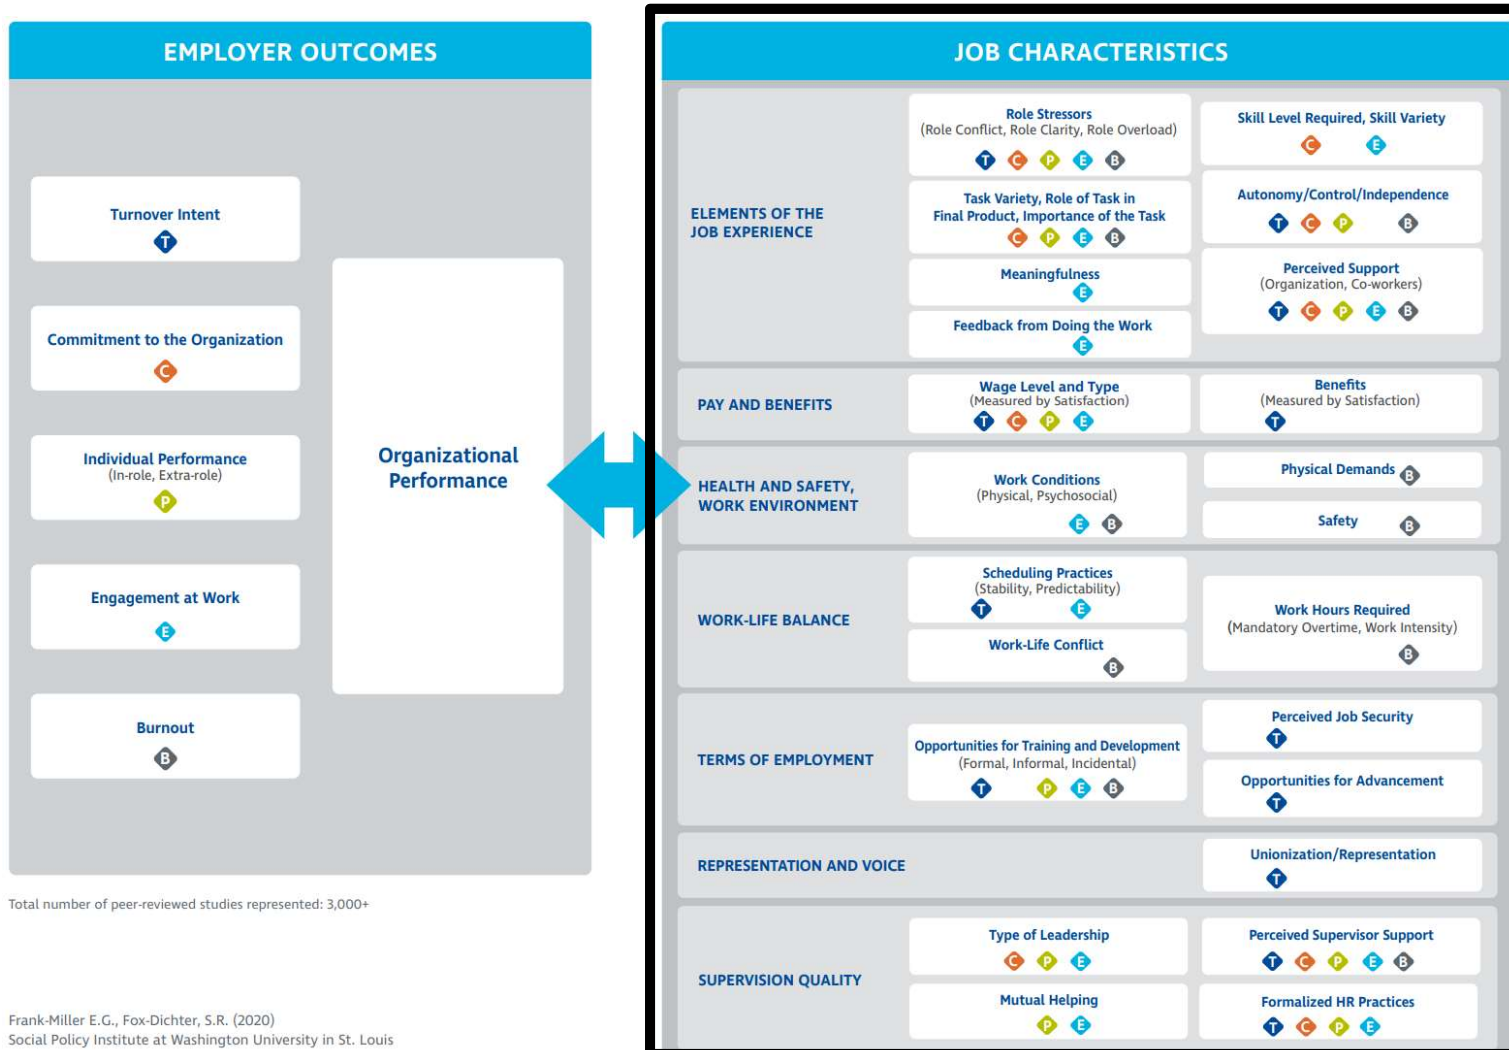 EMPLOYER OUTCOMES
Turnover Intent
T
Commitment to the Organization
C
Individual Performance
(In-role, Extra-role)
P
Engagement at Work
E
Burnout
B
Organizational
Performance
Total number of peer-reviewed studies represented: 3,000+
Frank-Miller E.G., Fox-Dichter, S.R. (2020)
Social Policy Institute at Washington University in St. Louis
JOB CHARACTERISTICS
ELEMENTS OF THE
JOB EXPERIENCE
Role Stressors
(Role Conflict, Role Clarity, Role Overload)
T C P E B
Task Variety, Role of Task in
Final Product, Importance of the Task
C P E B
Meaningfulness
E
Feedback from Doing the Work
E
Skill Level Required, Skill Variety
C E
Autonomy/Control/Independence
T C P B
Perceived Support
(Organization, Co-workers)
T C P E B
PAY AND BENEFITS
Wage Level and Type
(Measured by Satisfaction)
T C P E
Benefits
(Measured by Satisfaction)
T
HEALTH AND SAFETY,
WORK ENVIRONMENT
Work Conditions
(Physical, Psychosocial)
E B
Physical Demands B
Safety B
WORK-LIFE BALANCE
Scheduling Practices
(Stability, Predictability)
T E
Work-Life Conflict
B
Work Hours Required
(Mandatory Overtime, Work Intensity)
B
TERMS OF EMPLOYMENT
Opportunities for Training and Development
(Formal, Informal, Incidental)
T P E B
Perceived Job Security
T
Opportunities for Advancement
T
REPRESENTATION AND VOICE
Unionization/Representation
T
SUPERVISION QUALITY
Type of Leadership
C P E
Mutual Helping
P E
Perceived Supervisor Support
T C P E B
Formalized HR Practices
T C P E